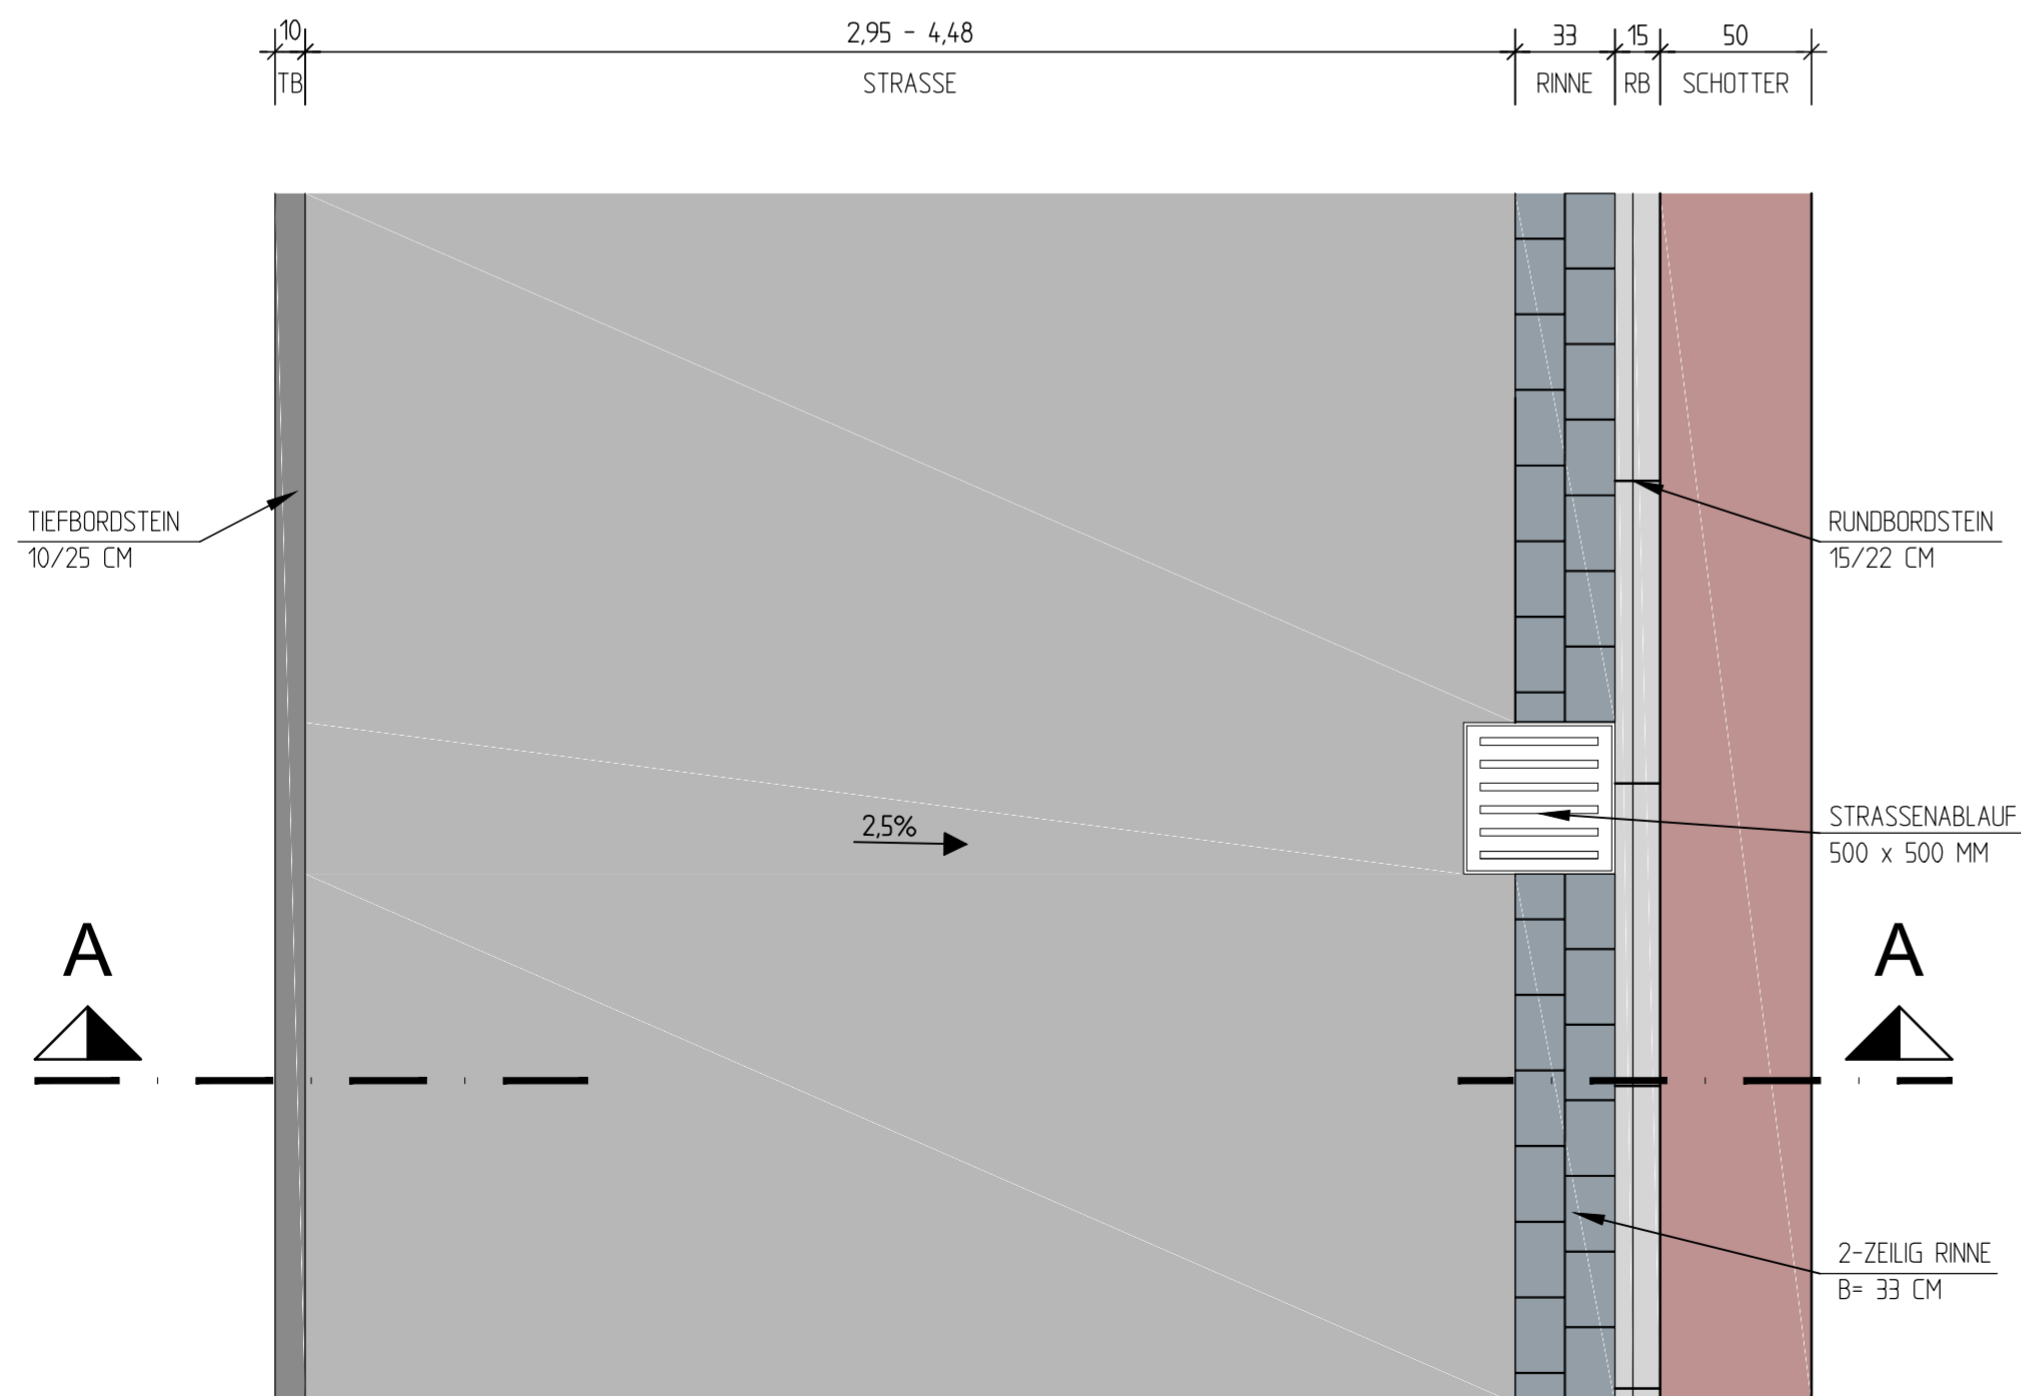 10
2,95 - 4,48
33
15
50
TB
STRASSE
RINNE
RB
SCHOTTER
TIEFBORDSTEIN
10/25 CM
RUNDBORDSTEIN
15/22 CM
2,5%
STRASSENABLAUF
500 x 500 MM
A
A
2-ZEILIG RINNE
B= 33 CM